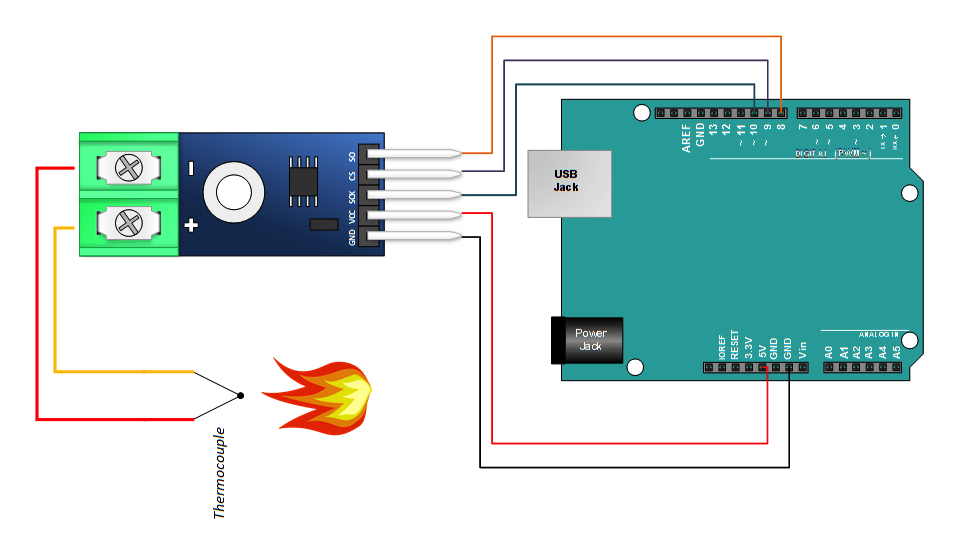 SO
CS
SCK
VCC
GND
-
+
USB
Jack
AREF
GND
13
12
~ 11
~ 10
~ 9
8
7
~ 6
~ 5
4
~ 3
2
TX→ 1
RX← 0
DIGITAL (PWM~)
Power
Jack
IOREF
RESET
3.3V
5V
GND
GND
Vin
ANALOG IN
A0
A1
A2
A3
A4
A5
Thermocouple